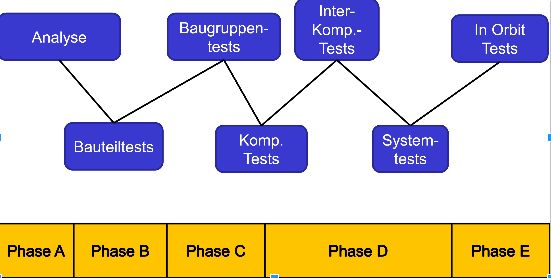 Analyse
Baugruppen-
tests
Inter-
Komp.-
Tests
In Orbit
Tests
Bauteiltests
Komp.
Tests
System-
tests
Phase A
Phase B
Phase C
Phase D
Phase E